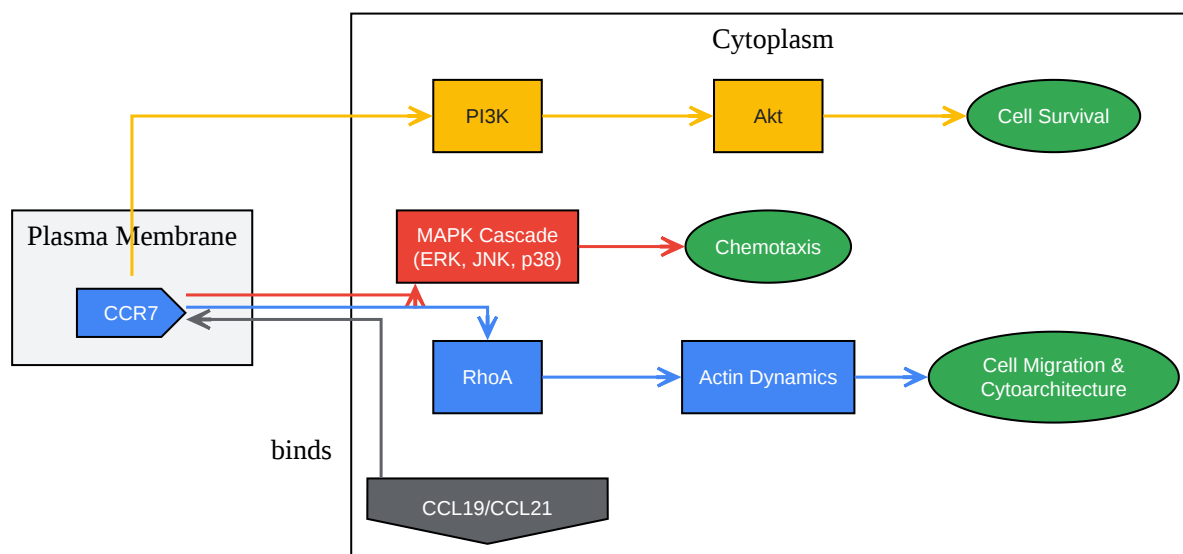 Cytoplasm
PI3K
Akt
Cell Survival
Plasma Membrane
MAPK Cascade
(ERK, JNK, p38)
Chemotaxis
CCR7
RhoA
Actin Dynamics
Cell Migration &
Cytoarchitecture
binds
CCL19/CCL21